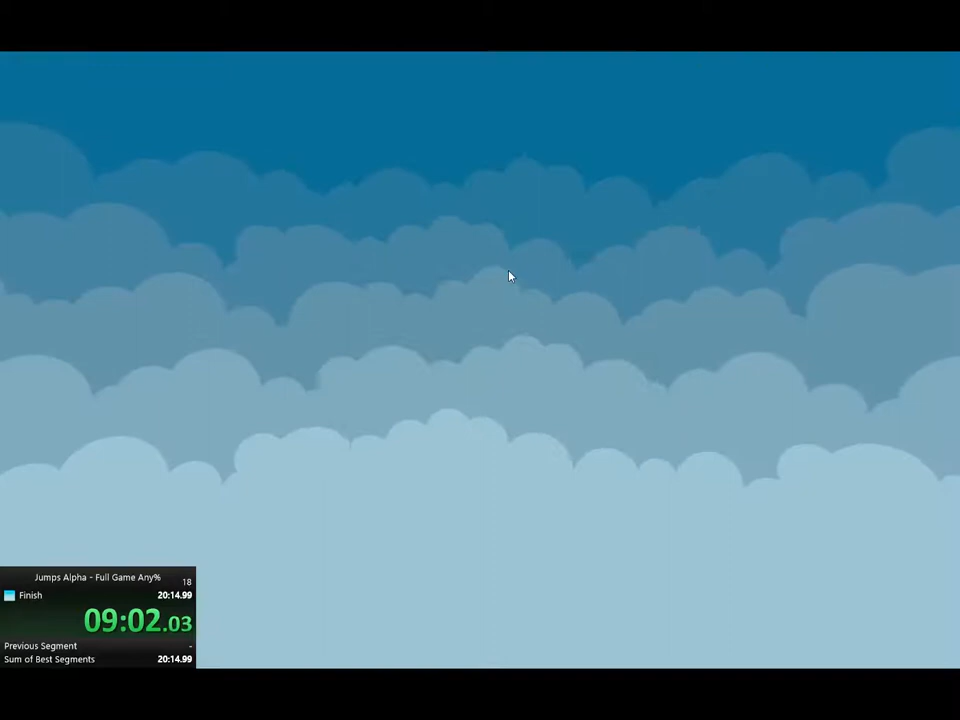 Jumps Alpha - Full Game Any%
18
Finish 20:14.99
09:02.03
Previous Segment -
Sum of Best Segments 20:14.99